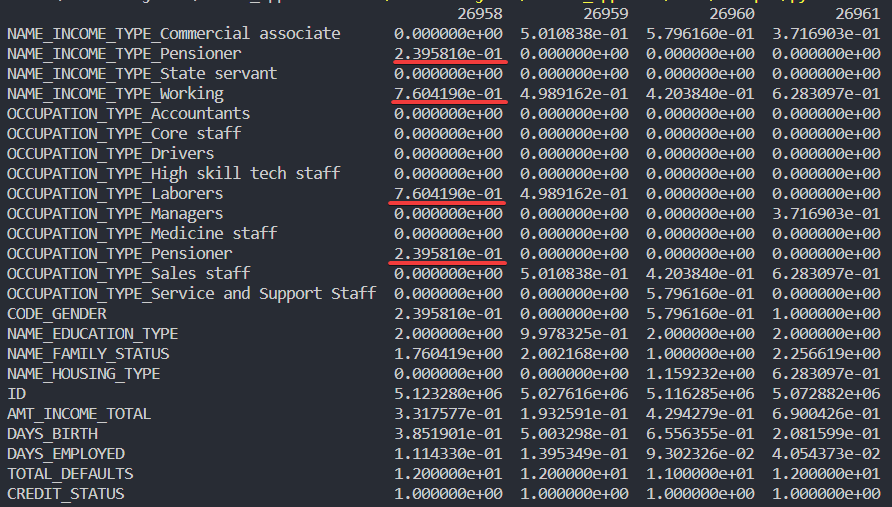 26958 26959 26960 26961
NAME_INCOME_TYPE_Commercial associate 0.000000e+00 5.010838e-01 5.796160e-01 3.716903e-01
NAME_INCOME_TYPE_Pensioner 2.395810e-01 0.000000e+00 0.000000e+00 0.000000e+00
NAME_INCOME_TYPE_State servant 0.000000e+00 0.000000e+00 0.000000e+00 0.000000e+00
NAME_INCOME_TYPE_Working 7.604190e-01 4.989162e-01 4.203840e-01 6.283097e-01
OCCUPATION_TYPE_Accountants 0.000000e+00 0.000000e+00 0.000000e+00 0.000000e+00
OCCUPATION_TYPE_Core staff 0.000000e+00 0.000000e+00 0.000000e+00 0.000000e+00
OCCUPATION_TYPE_Drivers 0.000000e+00 0.000000e+00 0.000000e+00 0.000000e+00
OCCUPATION_TYPE_High skill tech staff 0.000000e+00 0.000000e+00 0.000000e+00 0.000000e+00
OCCUPATION_TYPE_Laborers 7.604190e-01 4.989162e-01 0.000000e+00 0.000000e+00
OCCUPATION_TYPE_Managers 0.000000e+00 0.000000e+00 0.000000e+00 3.716903e-01
OCCUPATION_TYPE_Medicine staff 0.000000e+00 0.000000e+00 0.000000e+00 0.000000e+00
OCCUPATION_TYPE_Pensioner 2.395810e-01 0.000000e+00 0.000000e+00 0.000000e+00
OCCUPATION_TYPE_Sales staff 0.000000e+00 5.010838e-01 4.203840e-01 6.283097e-01
OCCUPATION_TYPE_Service and Support Staff 0.000000e+00 0.000000e+00 5.796160e-01 0.000000e+00
CODE_GENDER 2.395810e-01 0.000000e+00 5.796160e-01 1.000000e+00
NAME_EDUCATION_TYPE 2.000000e+00 9.978325e-01 2.000000e+00 2.000000e+00
NAME_FAMILY_STATUS 1.760419e+00 2.002168e+00 1.000000e+00 2.256619e+00
NAME_HOUSING_TYPE 0.000000e+00 0.000000e+00 1.159232e+00 6.283097e-01
ID 5.123280e+06 5.027616e+06 5.116285e+06 5.072882e+06
AMT_INCOME_TOTAL 3.317577e-01 1.932591e-01 4.294279e-01 6.900426e-01
DAYS_BIRTH 3.851901e-01 5.003298e-01 6.556355e-01 2.081599e-01
DAYS_EMPLOYED 1.114330e-01 1.395349e-01 9.302326e-02 4.054373e-02
TOTAL_DEFAULTS 1.200000e+01 1.200000e+01 1.100000e+01 1.200000e+01
CREDIT_STATUS 1.000000e+00 1.000000e+00 1.000000e+00 1.000000e+00